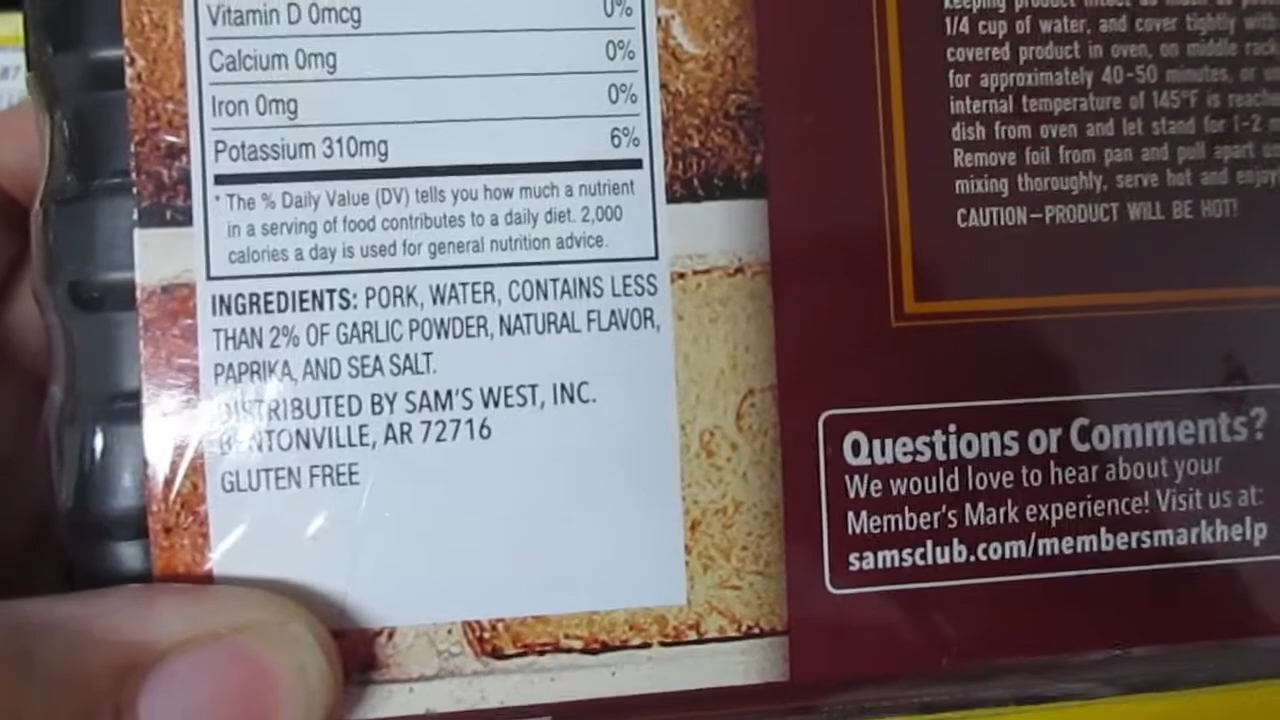 Vitamin D 0mcg 0%
Calcium 0mg 0%
Iron 0mg 0%
Potassium 310mg 6%
* The % Daily Value (DV) tells you how much a nutrient
in a serving of food contributes to a daily diet. 2,000
calories a day is used for general nutrition advice.
INGREDIENTS: PORK, WATER, CONTAINS LESS
THAN 2% OF GARLIC POWDER, NATURAL FLAVOR,
PAPRIKA, AND SEA SALT.
DISTRIBUTED BY SAM'S WEST, INC.
BENTONVILLE, AR 72716
GLUTEN FREE
keeping product
1/4 cup of water, and cover tightly with
covered product in oven, on middle rack
for approximately 40-50 minutes, or
internal temperature of 145°F is
dish from oven and let stand for 1-2
Remove foil from pan and pull apart
mixing thoroughly, serve hot and enjoy
CAUTION-PRODUCT WILL BE HOT!
Questions or Comments?
We would love to hear about your
Member's Mark experience! Visit us at:
samsclub.com/membersmarkhelp
87